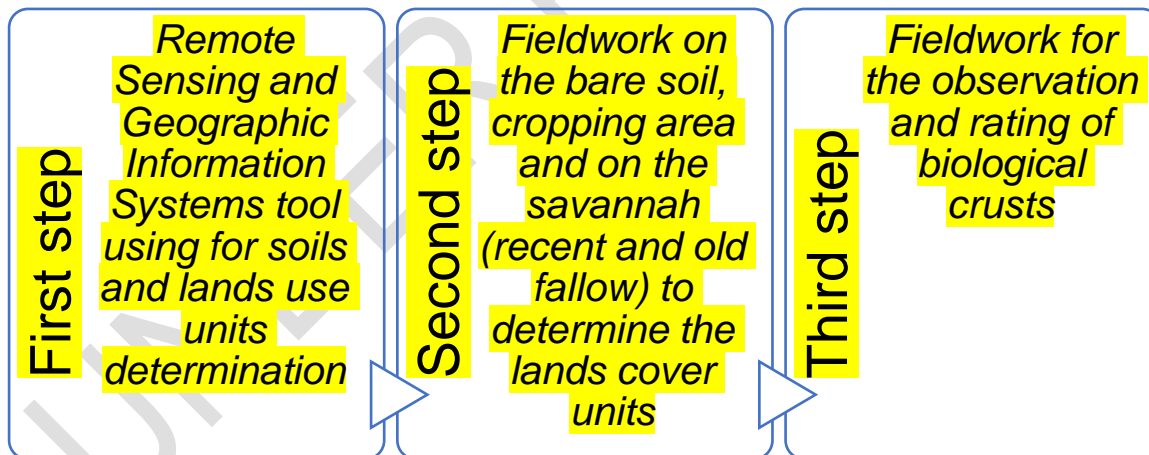 First step
Remote
Sensing and
Geographic
Information
Systems tool
using for soils
and lands use
units
determination
Second step
Fieldwork on
the bare soil,
cropping area
and on the
savannah
(recent and old
fallow) to
determine the
lands cover
units
Third step
Fieldwork for
the observation
and rating of
biological
crusts